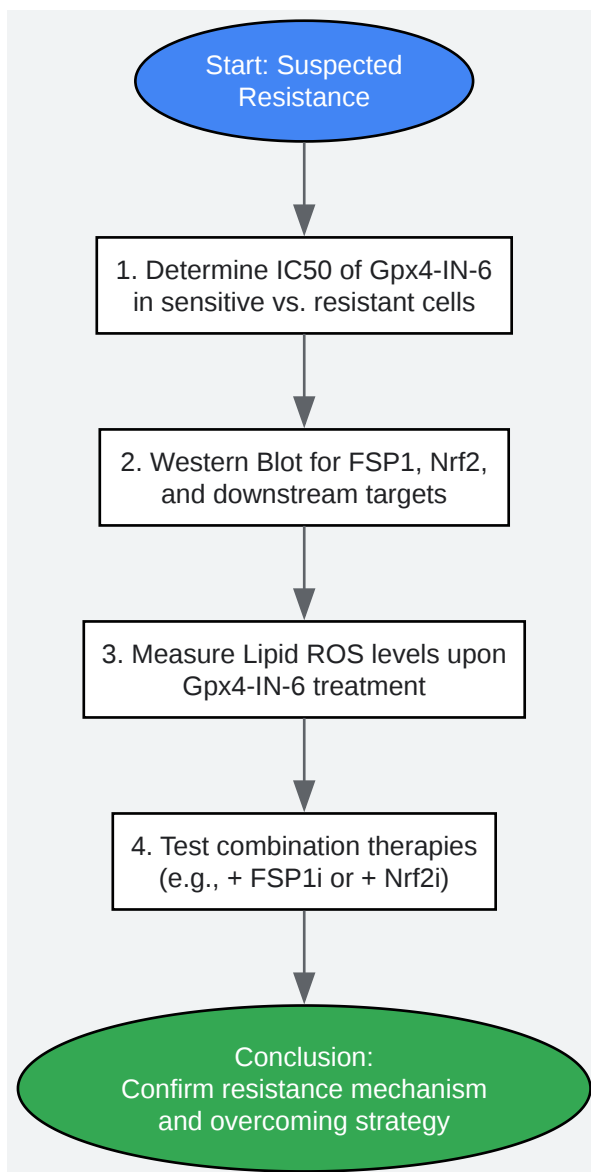 Start: Suspected
Resistance
1. Determine IC50 of Gpx4-IN-6
in sensitive vs. resistant cells
2. Western Blot for FSP1, Nrf2,
and downstream targets
3. Measure Lipid ROS levels upon
Gpx4-IN-6 treatment
4. Test combination therapies
(e.g., + FSP1i or + Nrf2i)
Conclusion:
Confirm resistance mechanism
and overcoming strategy